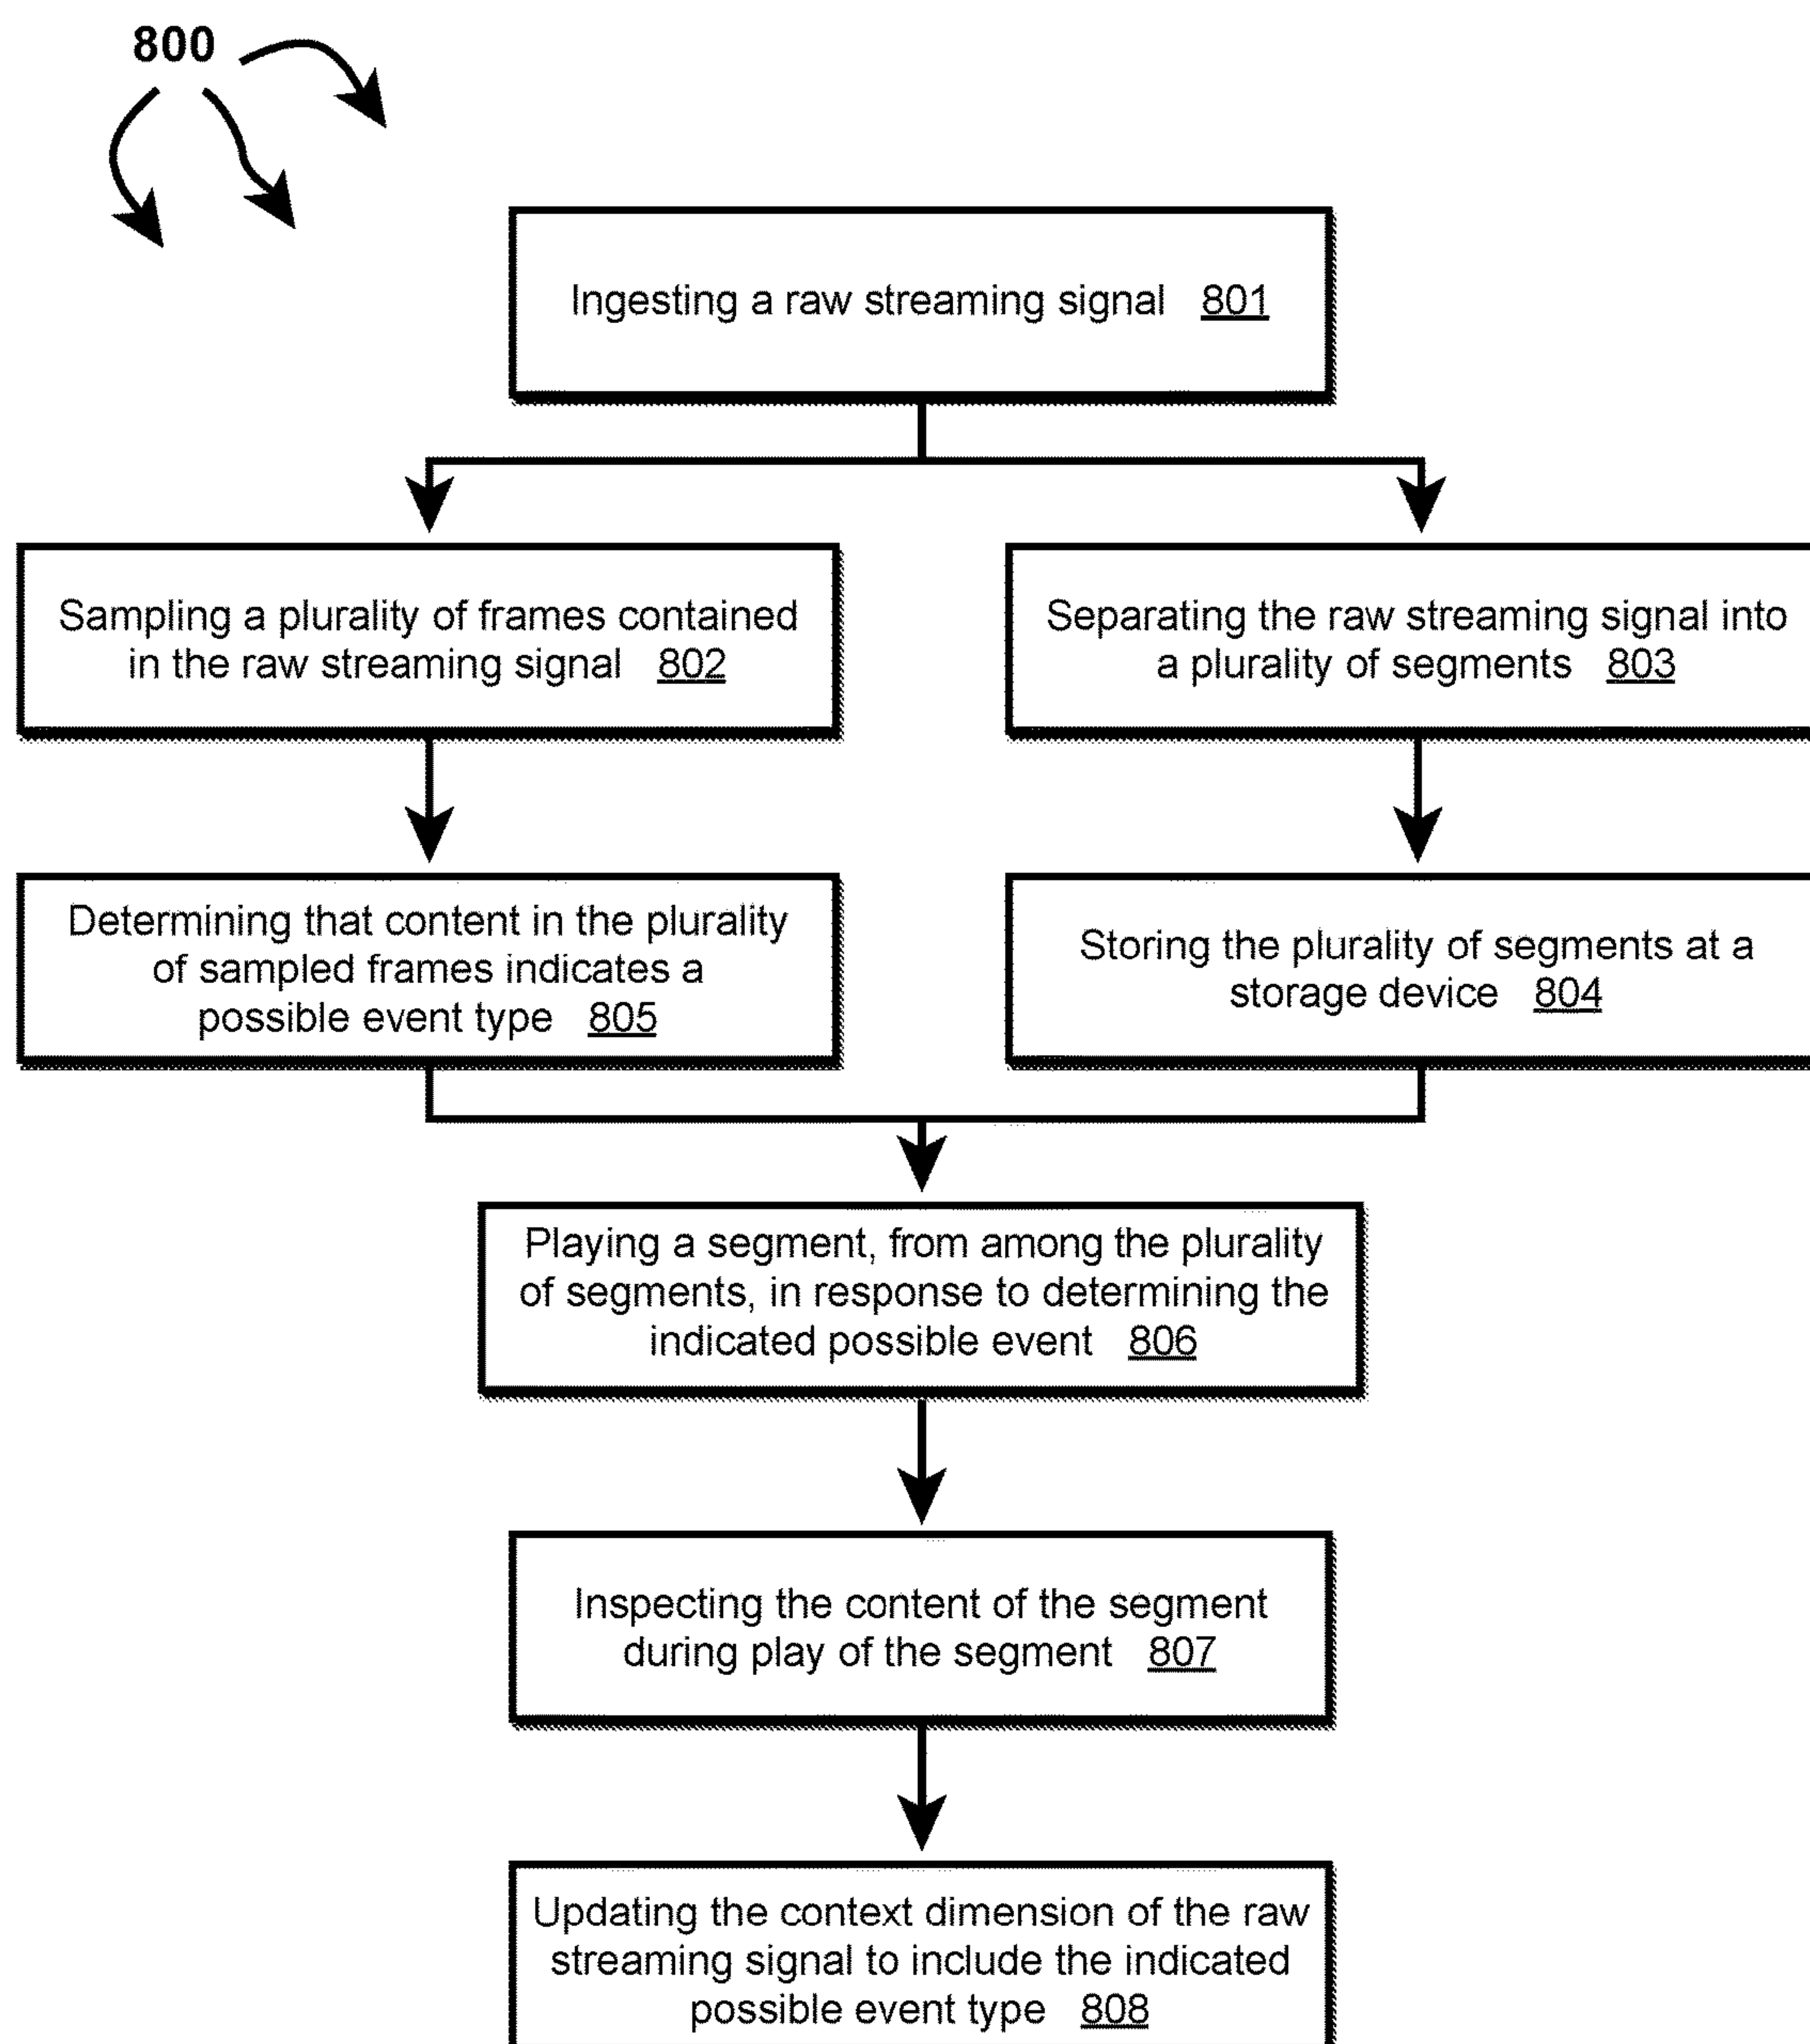 800
Ingesting a raw streaming signal 801
Sampling a plurality of frames contained
in the raw streaming signal 802
Separating the raw streaming signal into
a plurality of segments 803
Determining that content in the plurality
of sampled frames indicates a
possible event type 805
Storing the plurality of segments at a
storage device 804
Playing a segment, from among the plurality
of segments, in response to determining the
indicated possible event 806
Inspecting the content of the segment
during play of the segment 807
Updating the context dimension of the raw
streaming signal to include the indicated
possible event type 808